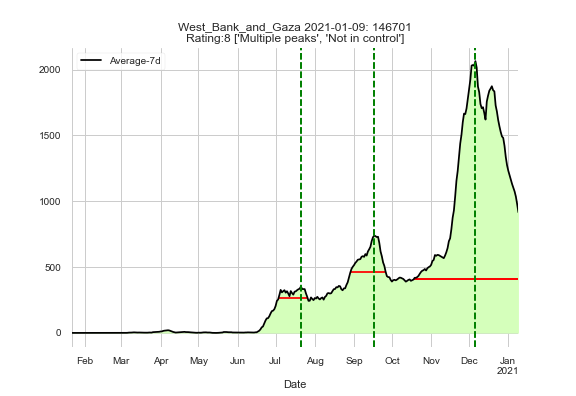 West_Bank_and_Gaza 2021-01-09: 146701
Rating:8 ['Multiple peaks', 'Not in control']
Average-7d
2000
1500
1000
500
0
Feb Mar Apr May Jun Jul Aug Sep Oct Nov Dec Jan
2021
Date